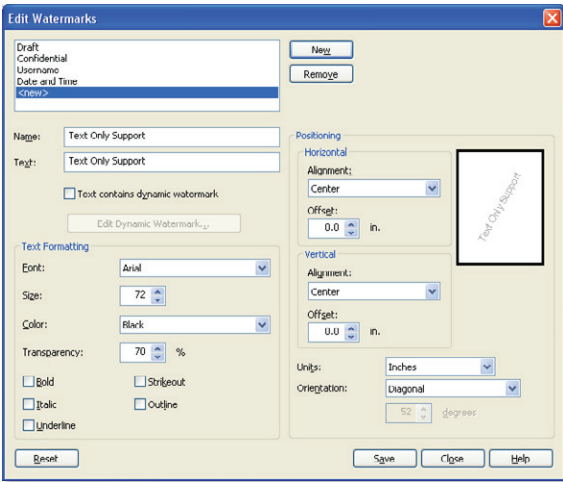 Edit Watermarks
Draft
Confidential
Username
Date and Time
<new>
New
Remove
Name: Text Only Support
Text: Text Only Support
Text contains dynamic watermark
Edit Dynamic Watermark...
Text Formatting
Font: Arial
Size: 72
Color: Black
Transparency: 70 %
Bold Strikeout
Italic Outline
Underline
Positioning
Horizontal
Alignment:
Center
Offset:
0.0 in.
Vertical
Alignment:
Center
Offset:
0.0 in.
Text Only Support
Units: Inches
Orientation: Diagonal
52 degrees
Reset Save Close Help